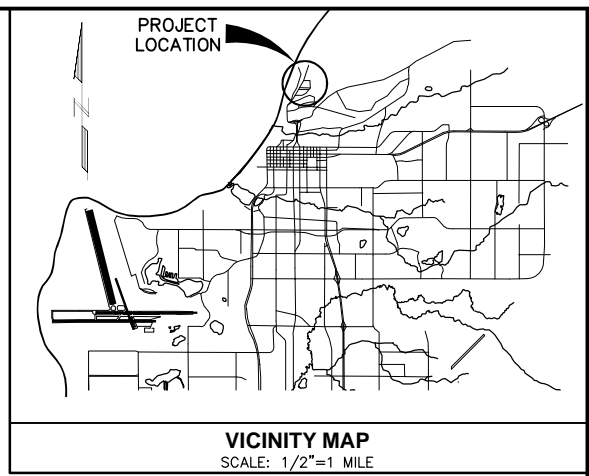 PROJECT
LOCATION
N
VICINITY MAP
SCALE: 1/2"=1 MILE